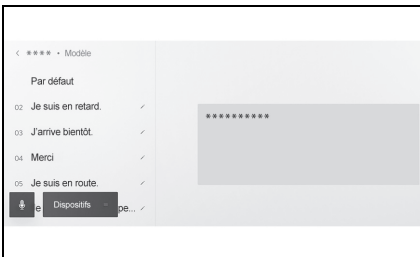 < **** • Modèle
Par défaut
02 Je suis en retard.
03 J'arrive bientôt.
04 Merci
05 Je suis en route.
Dispositifs
pe...
**********